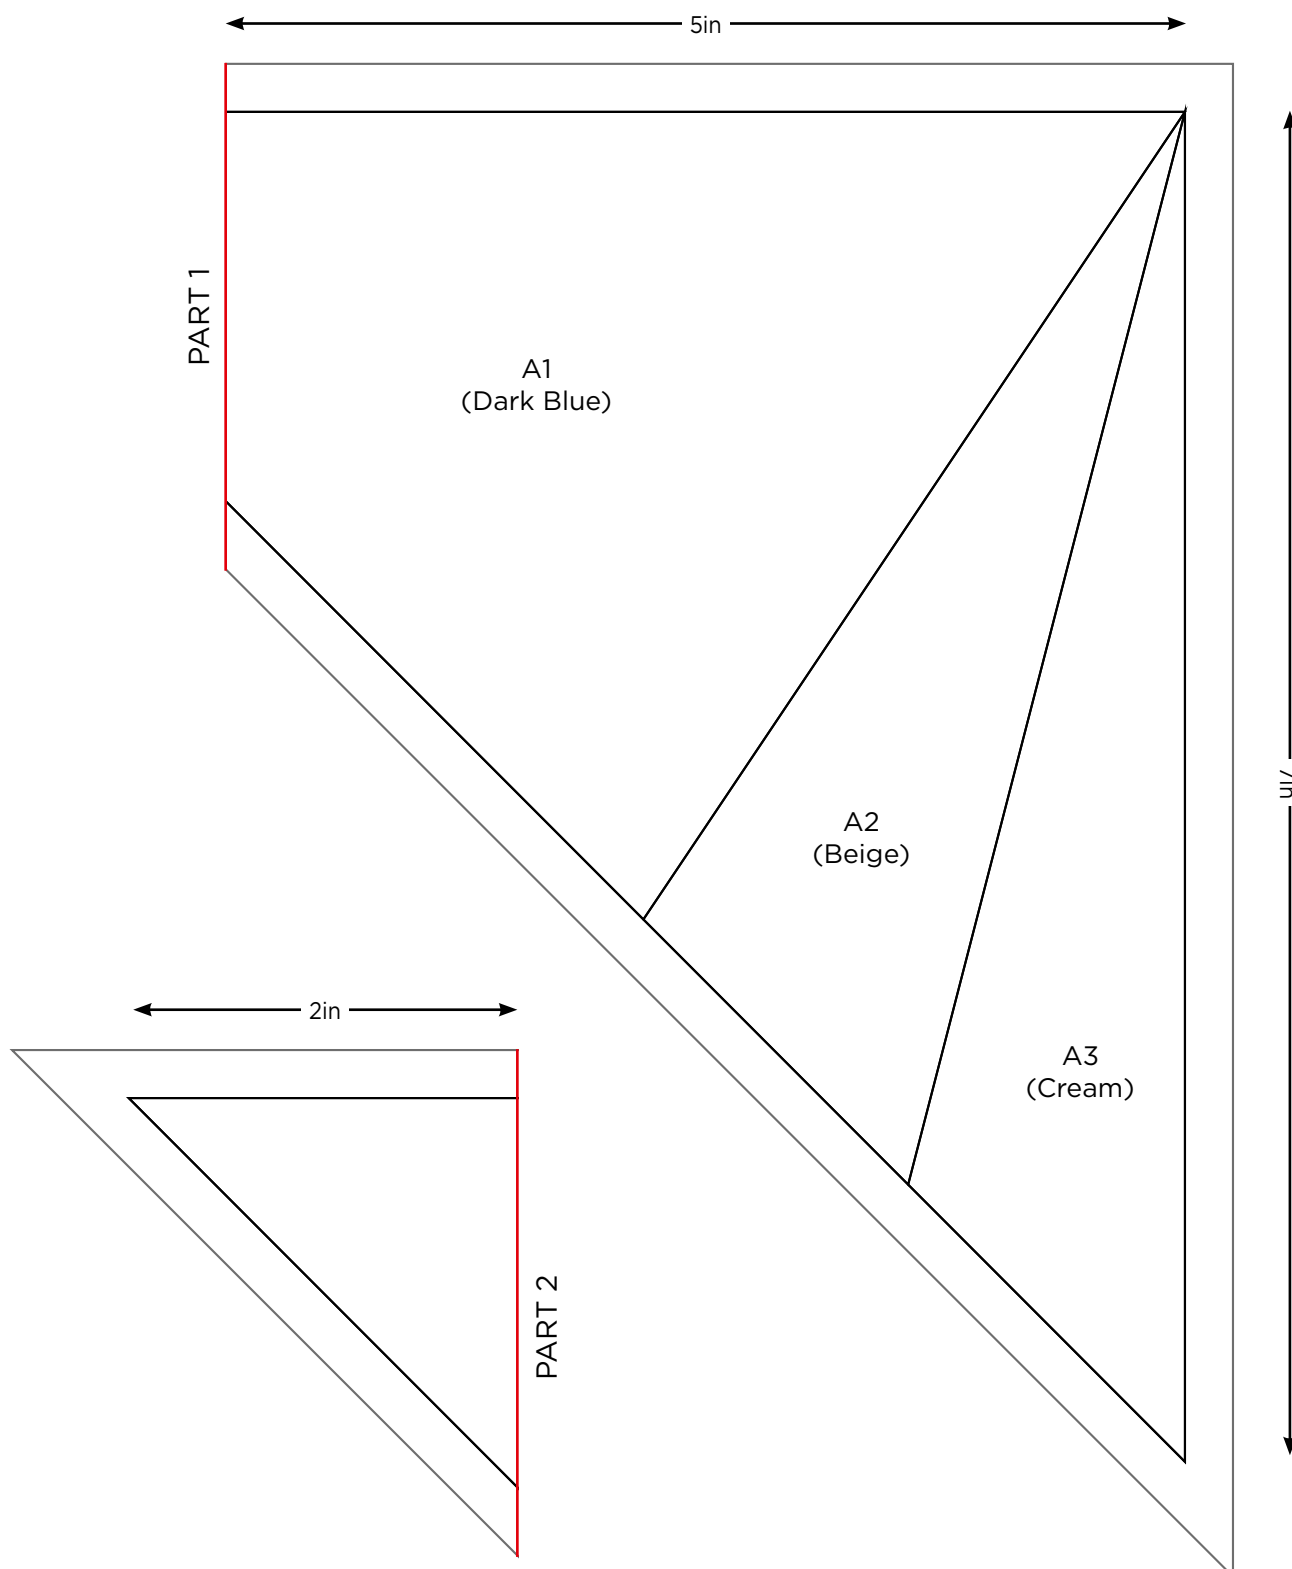 5in
PART 1
A1
(Dark Blue)
A2
(Beige)
2in
A3
(Cream)
PART 2